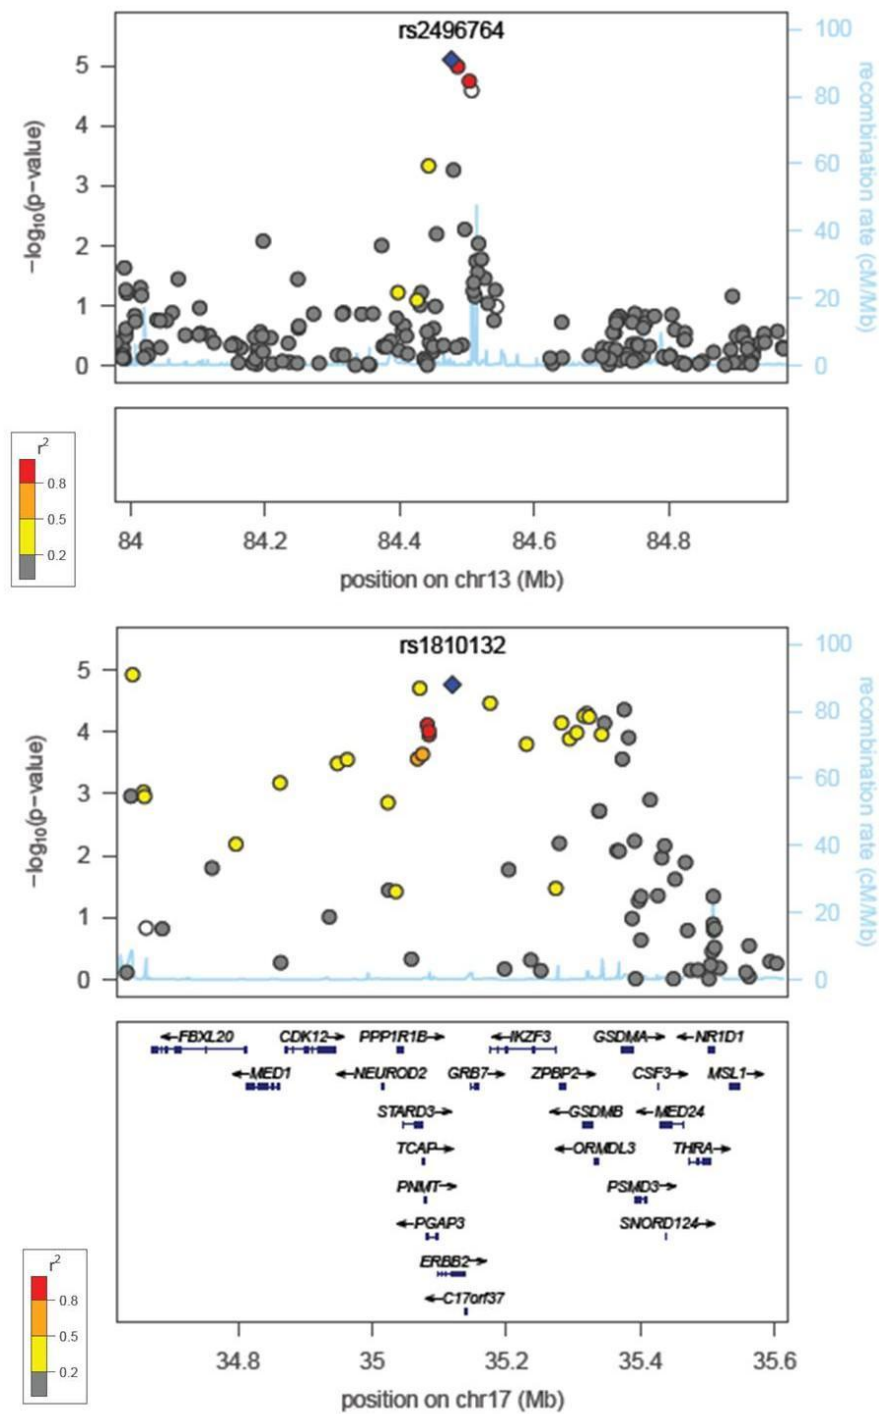 rs2496764
−log10(p−value)
5
4
3
2
1
0
100
80
60
40
20
0
recombination rate (cM/Mb)
r2
0.8
0.5
0.2
84
84.2
84.4
84.6
84.8
position on chr13 (Mb)
rs1810132
−log10(p−value)
5
4
3
2
1
0
100
80
60
40
20
0
recombination rate (cM/Mb)
←FBXL20 CDK12→ PPP1R1B→ ←IKZF3 GSDMA→ ←NR1D1
←MED1 ←NEUROD2 GRB7→ ZPBP2→ CSF3→ MSL1→
STARD3→ ←GSDMB ←MED24
TCAP→ ←ORMDL3 THRA→
PNMT→ PSMD3→
←PGAP3 SNORD124→
ERBB2→
←C17orf37
r2
0.8
0.5
0.2
34.8
35
35.2
35.4
35.6
position on chr17 (Mb)